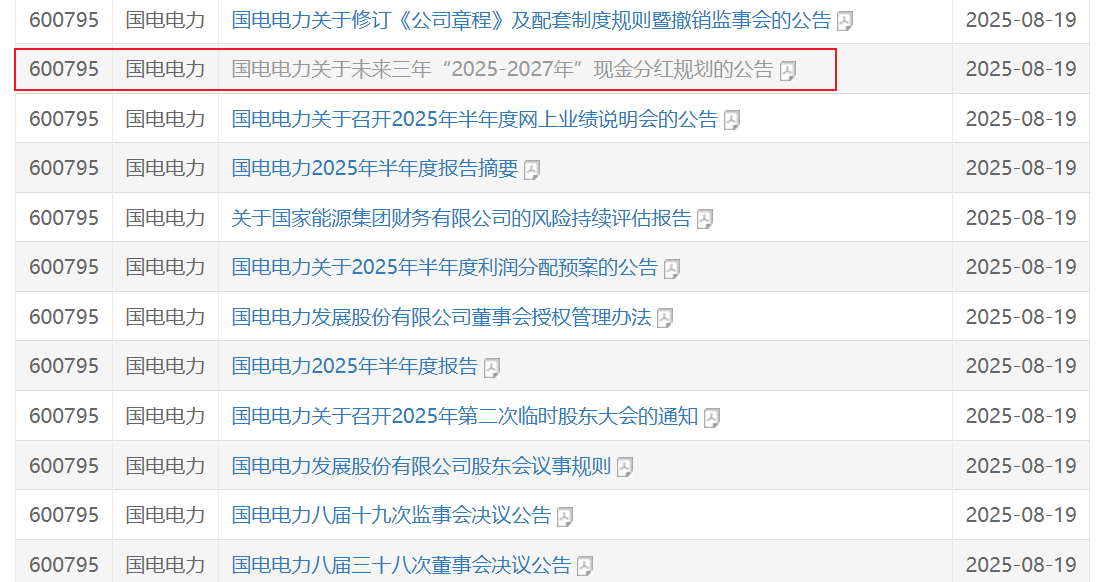 600795 国电电力 国电电力关于修订《公司章程》及配套制度规则暨撤销监事会的公告 2025-08-19
600795 国电电力 国电电力关于未来三年“2025-2027年”现金分红规划的公告 2025-08-19
600795 国电电力 国电电力关于召开2025年半年度网上业绩说明会的公告 2025-08-19
600795 国电电力 国电电力2025年半年度报告摘要 2025-08-19
600795 国电电力 关于国家能源集团财务有限公司的风险持续评估报告 2025-08-19
600795 国电电力 国电电力关于2025年半年度利润分配预案的公告 2025-08-19
600795 国电电力 国电电力发展股份有限公司董事会授权管理办法 2025-08-19
600795 国电电力 国电电力2025年半年度报告 2025-08-19
600795 国电电力 国电电力关于召开2025年第二次临时股东大会的通知 2025-08-19
600795 国电电力 国电电力发展股份有限公司股东会议事规则 2025-08-19
600795 国电电力 国电电力八届十九次监事会决议公告 2025-08-19
600795 国电电力 国电电力八届三十八次董事会决议公告 2025-08-19